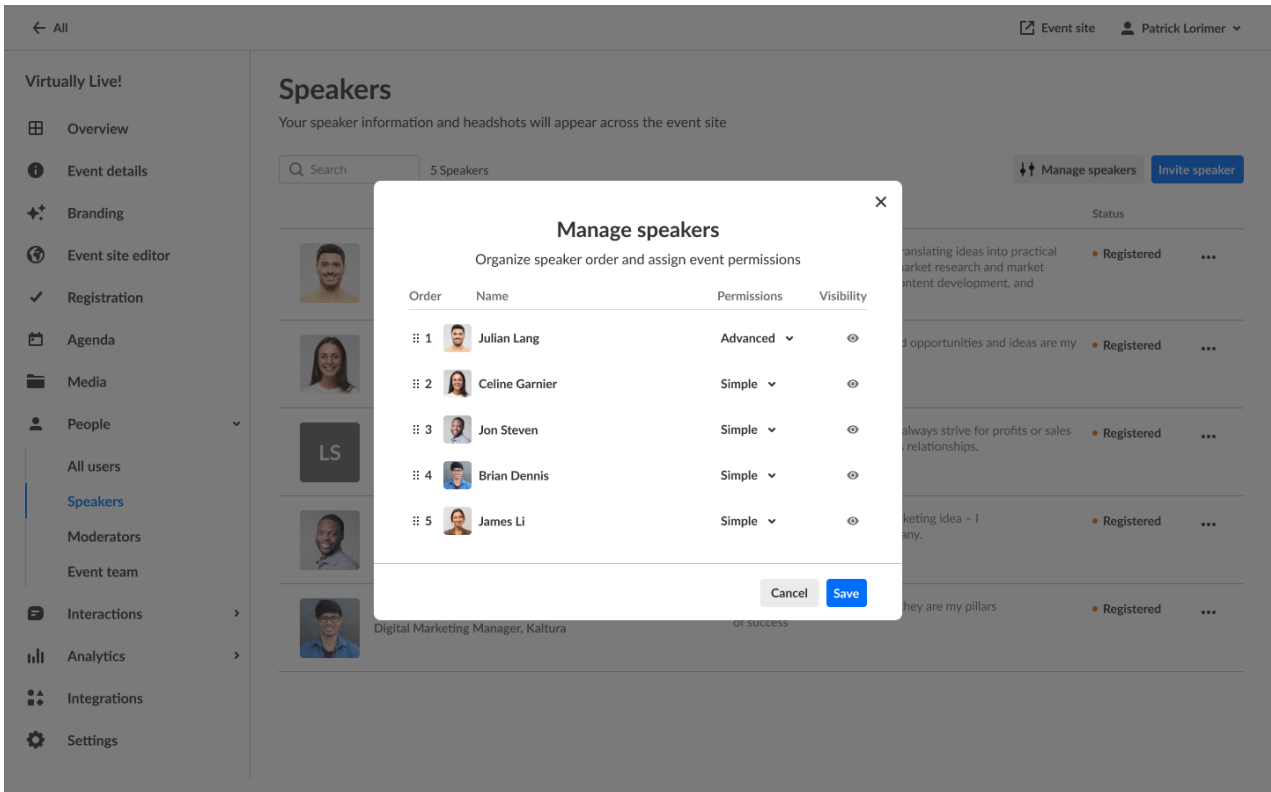 All
Event site
Patrick Lorimer
Virtually Live!
Overview
Event details
Branding
Event site editor
Registration
Agenda
Media
People
All users
Speakers
Moderators
Event team
Interactions
Analytics
Integrations
Settings
Speakers
Your speaker information and headshots will appear across the event site
Search
5 Speakers
Manage speakers
Invite speaker
Status
translating ideas into practical
market research and market
content development, and
Registered
opportunities and ideas are my
Registered
LS
always strive for profits or sales
relationships.
Registered
keting idea – I
any.
Registered
Digital Marketing Manager, Kaltura
they are my pillars
of success
Registered
Manage speakers
Organize speaker order and assign event permissions
Order Name Permissions Visibility
1 Julian Lang Advanced
2 Celine Garnier Simple
3 Jon Steven Simple
4 Brian Dennis Simple
5 James Li Simple
Cancel
Save